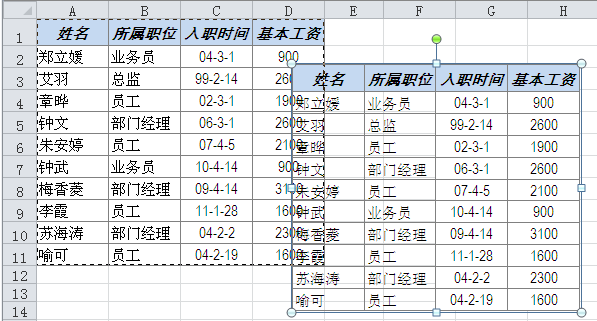 A B C D E F G H
1 姓名 所属职位 入职时间 基本工资
2 郑立媛 业务员 04-3-1 900
3 艾羽 总监 99-2-14 2600
4 章晔 员工 02-3-1 1900
5 钟文 部门经理 06-3-1 2600
6 朱安婷 员工 07-4-5 2100
7 钟武 业务员 10-4-14 900
8 梅香菱 部门经理 09-4-14 3100
9 李霞 员工 11-1-28 1600
10 苏海涛 部门经理 04-2-2 2300
11 喻可 员工 04-2-19 1600
12
13
14
姓名 所属职位 入职时间 基本工资
郑立媛 业务员 04-3-1 900
艾羽 总监 99-2-14 2600
章晔 员工 02-3-1 1900
钟文 部门经理 06-3-1 2600
朱安婷 员工 07-4-5 2100
钟武 业务员 10-4-14 900
梅香菱 部门经理 09-4-14 3100
李霞 员工 11-1-28 1600
苏海涛 部门经理 04-2-2 2300
喻可 员工 04-2-19 1600